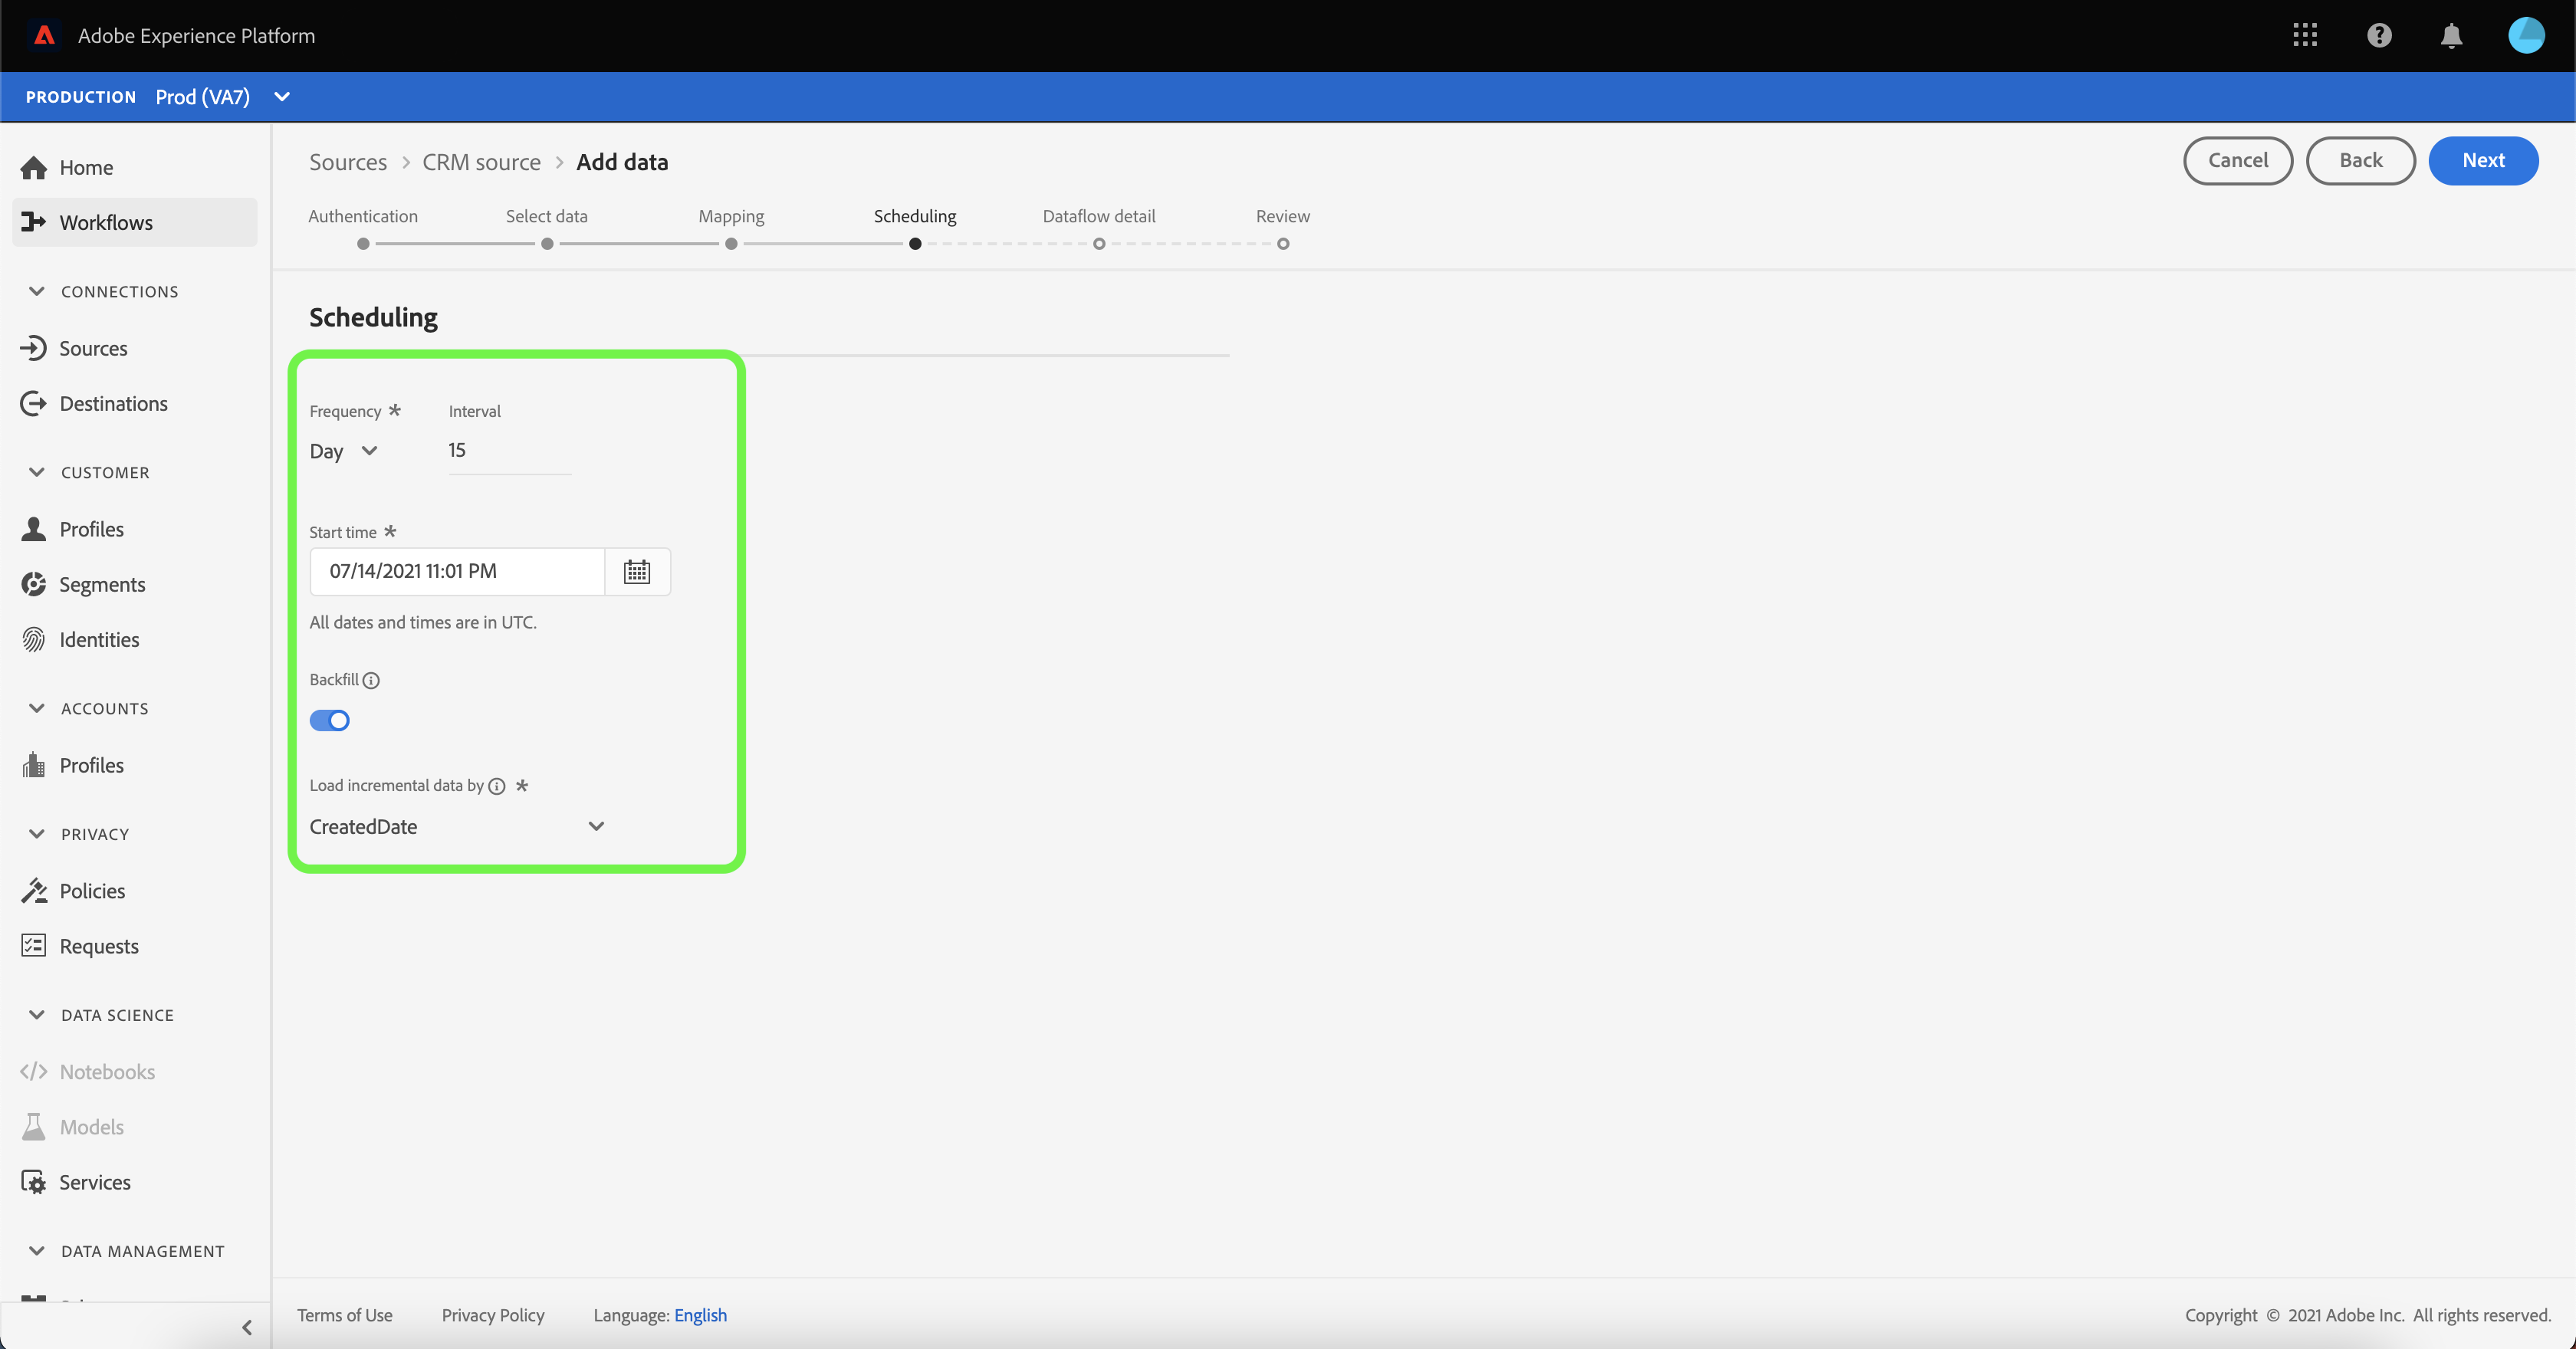 Adobe Experience Platform
PRODUCTION Prod (VA7)
Home
Workflows
CONNECTIONS
Sources
Destinations
CUSTOMER
Profiles
Segments
Identities
ACCOUNTS
Profiles
PRIVACY
Policies
Requests
DATA SCIENCE
Notebooks
Models
Services
DATA MANAGEMENT
Sources > CRM source > Add data
Cancel Back Next
Authentication Select data Mapping Scheduling Dataflow detail Review
Scheduling
Frequency * Interval
Day 15
Start time *
07/14/2021 11:01 PM
All dates and times are in UTC.
Backfill
Load incremental data by *
CreatedDate
Terms of Use Privacy Policy Language: English
Copyright © 2021 Adobe Inc. All rights reserved.